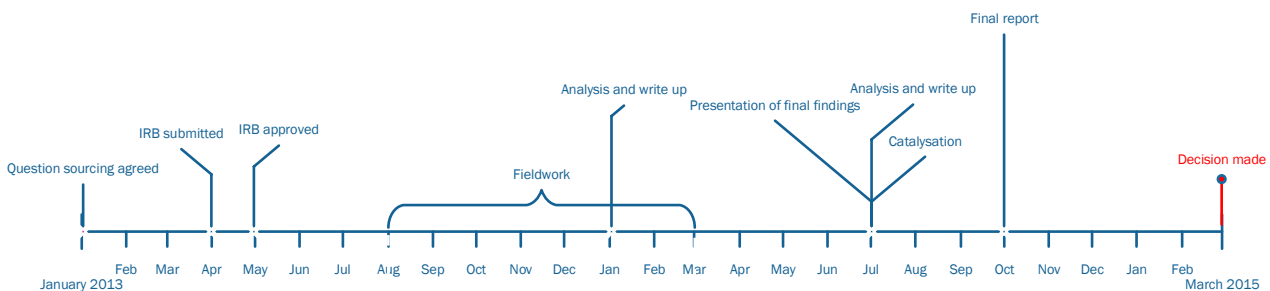 Final report
Analysis and write up
Analysis and write up
Presentation of final findings
IRB submitted
IRB approved
Catalysation
Question sourcing agreed
Fieldwork
Decision made
Feb Mar Apr May Jun Jul Aug Sep Oct Nov Dec Jan Feb Mar Apr May Jun Jul Aug Sep Oct Nov Dec Jan Feb
January 2013
March 2015